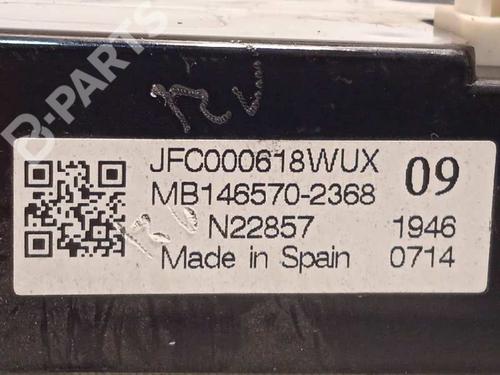 B-PARTS
JFC000618WUX 09
MB146570-2368
N22857 1946
Made in Spain 0714